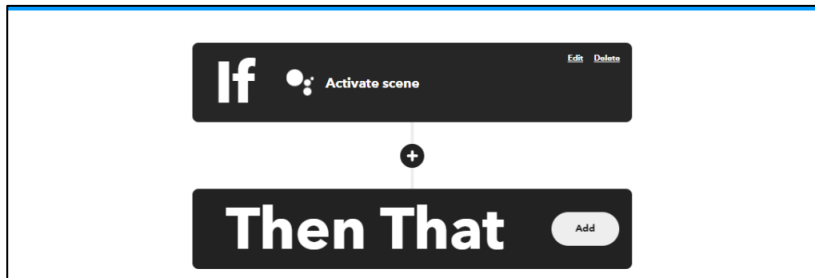 If
Activate scene
Edit Delete
Then That
Add